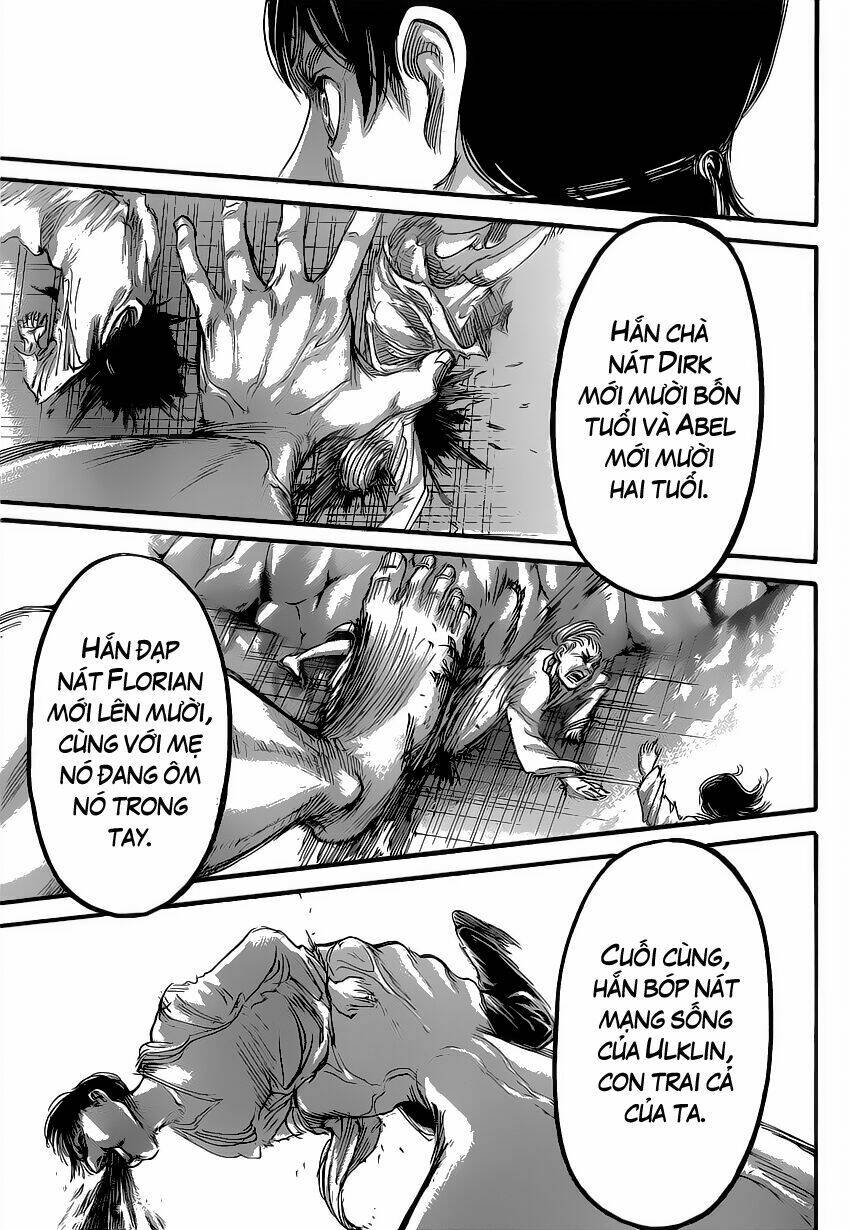 HẮN CHÀ
NÁT DIRK
MỚI MƯỜI BỐN
TUỔI VÀ ABEL
MỚI MƯỜI
HAI TUỔI.
HẮN ĐẠP
NÁT FLORIAN
MỚI LÊN MƯỜI,
CÙNG VỚI MẸ
NÓ ĐANG ÔM
NÓ TRONG
TAY.
CUỐI CÙNG,
HẮN BÓP NÁT
MẠNG SỐNG
CỦA ULKLIN,
CON TRAI CẢ
CỦA TA.